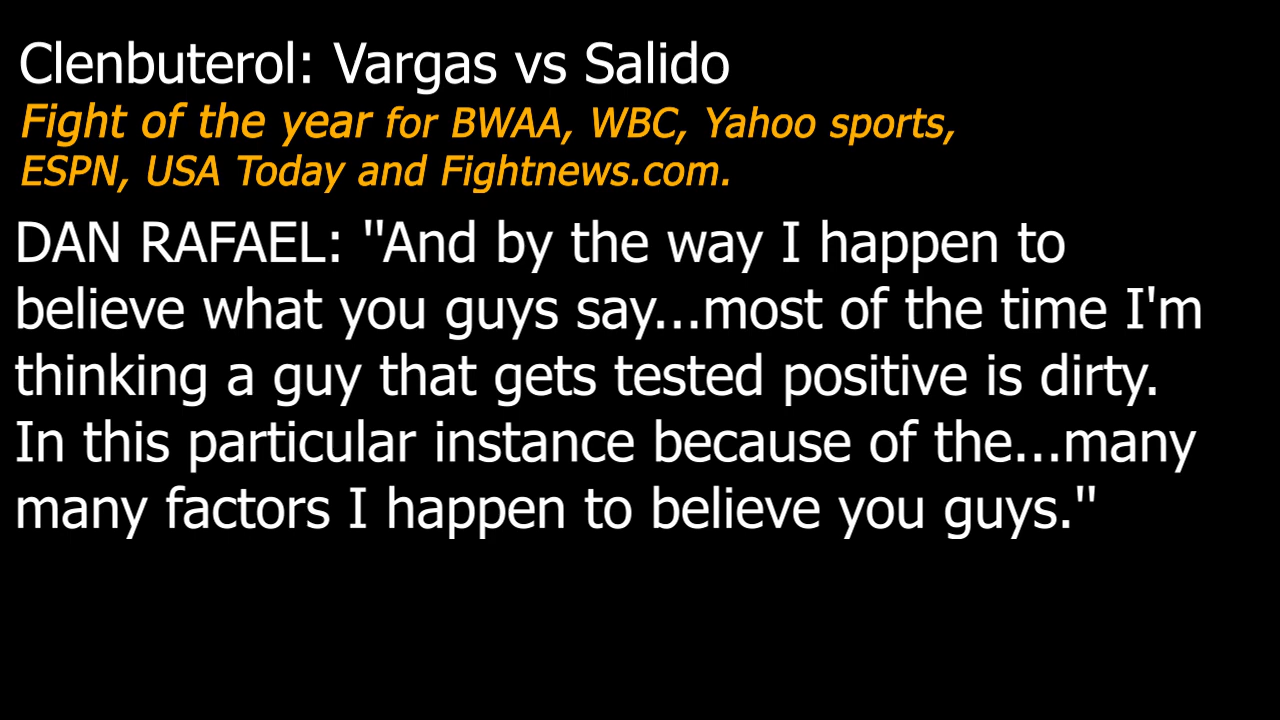 Clenbuterol: Vargas vs Salido
Fight of the year for BWAA, WBC, Yahoo sports,
ESPN, USA Today and Fightnews.com.
DAN RAFAEL: "And by the way I happen to
believe what you guys say...most of the time I'm
thinking a guy that gets tested positive is dirty.
In this particular instance because of the...many
many factors I happen to believe you guys."